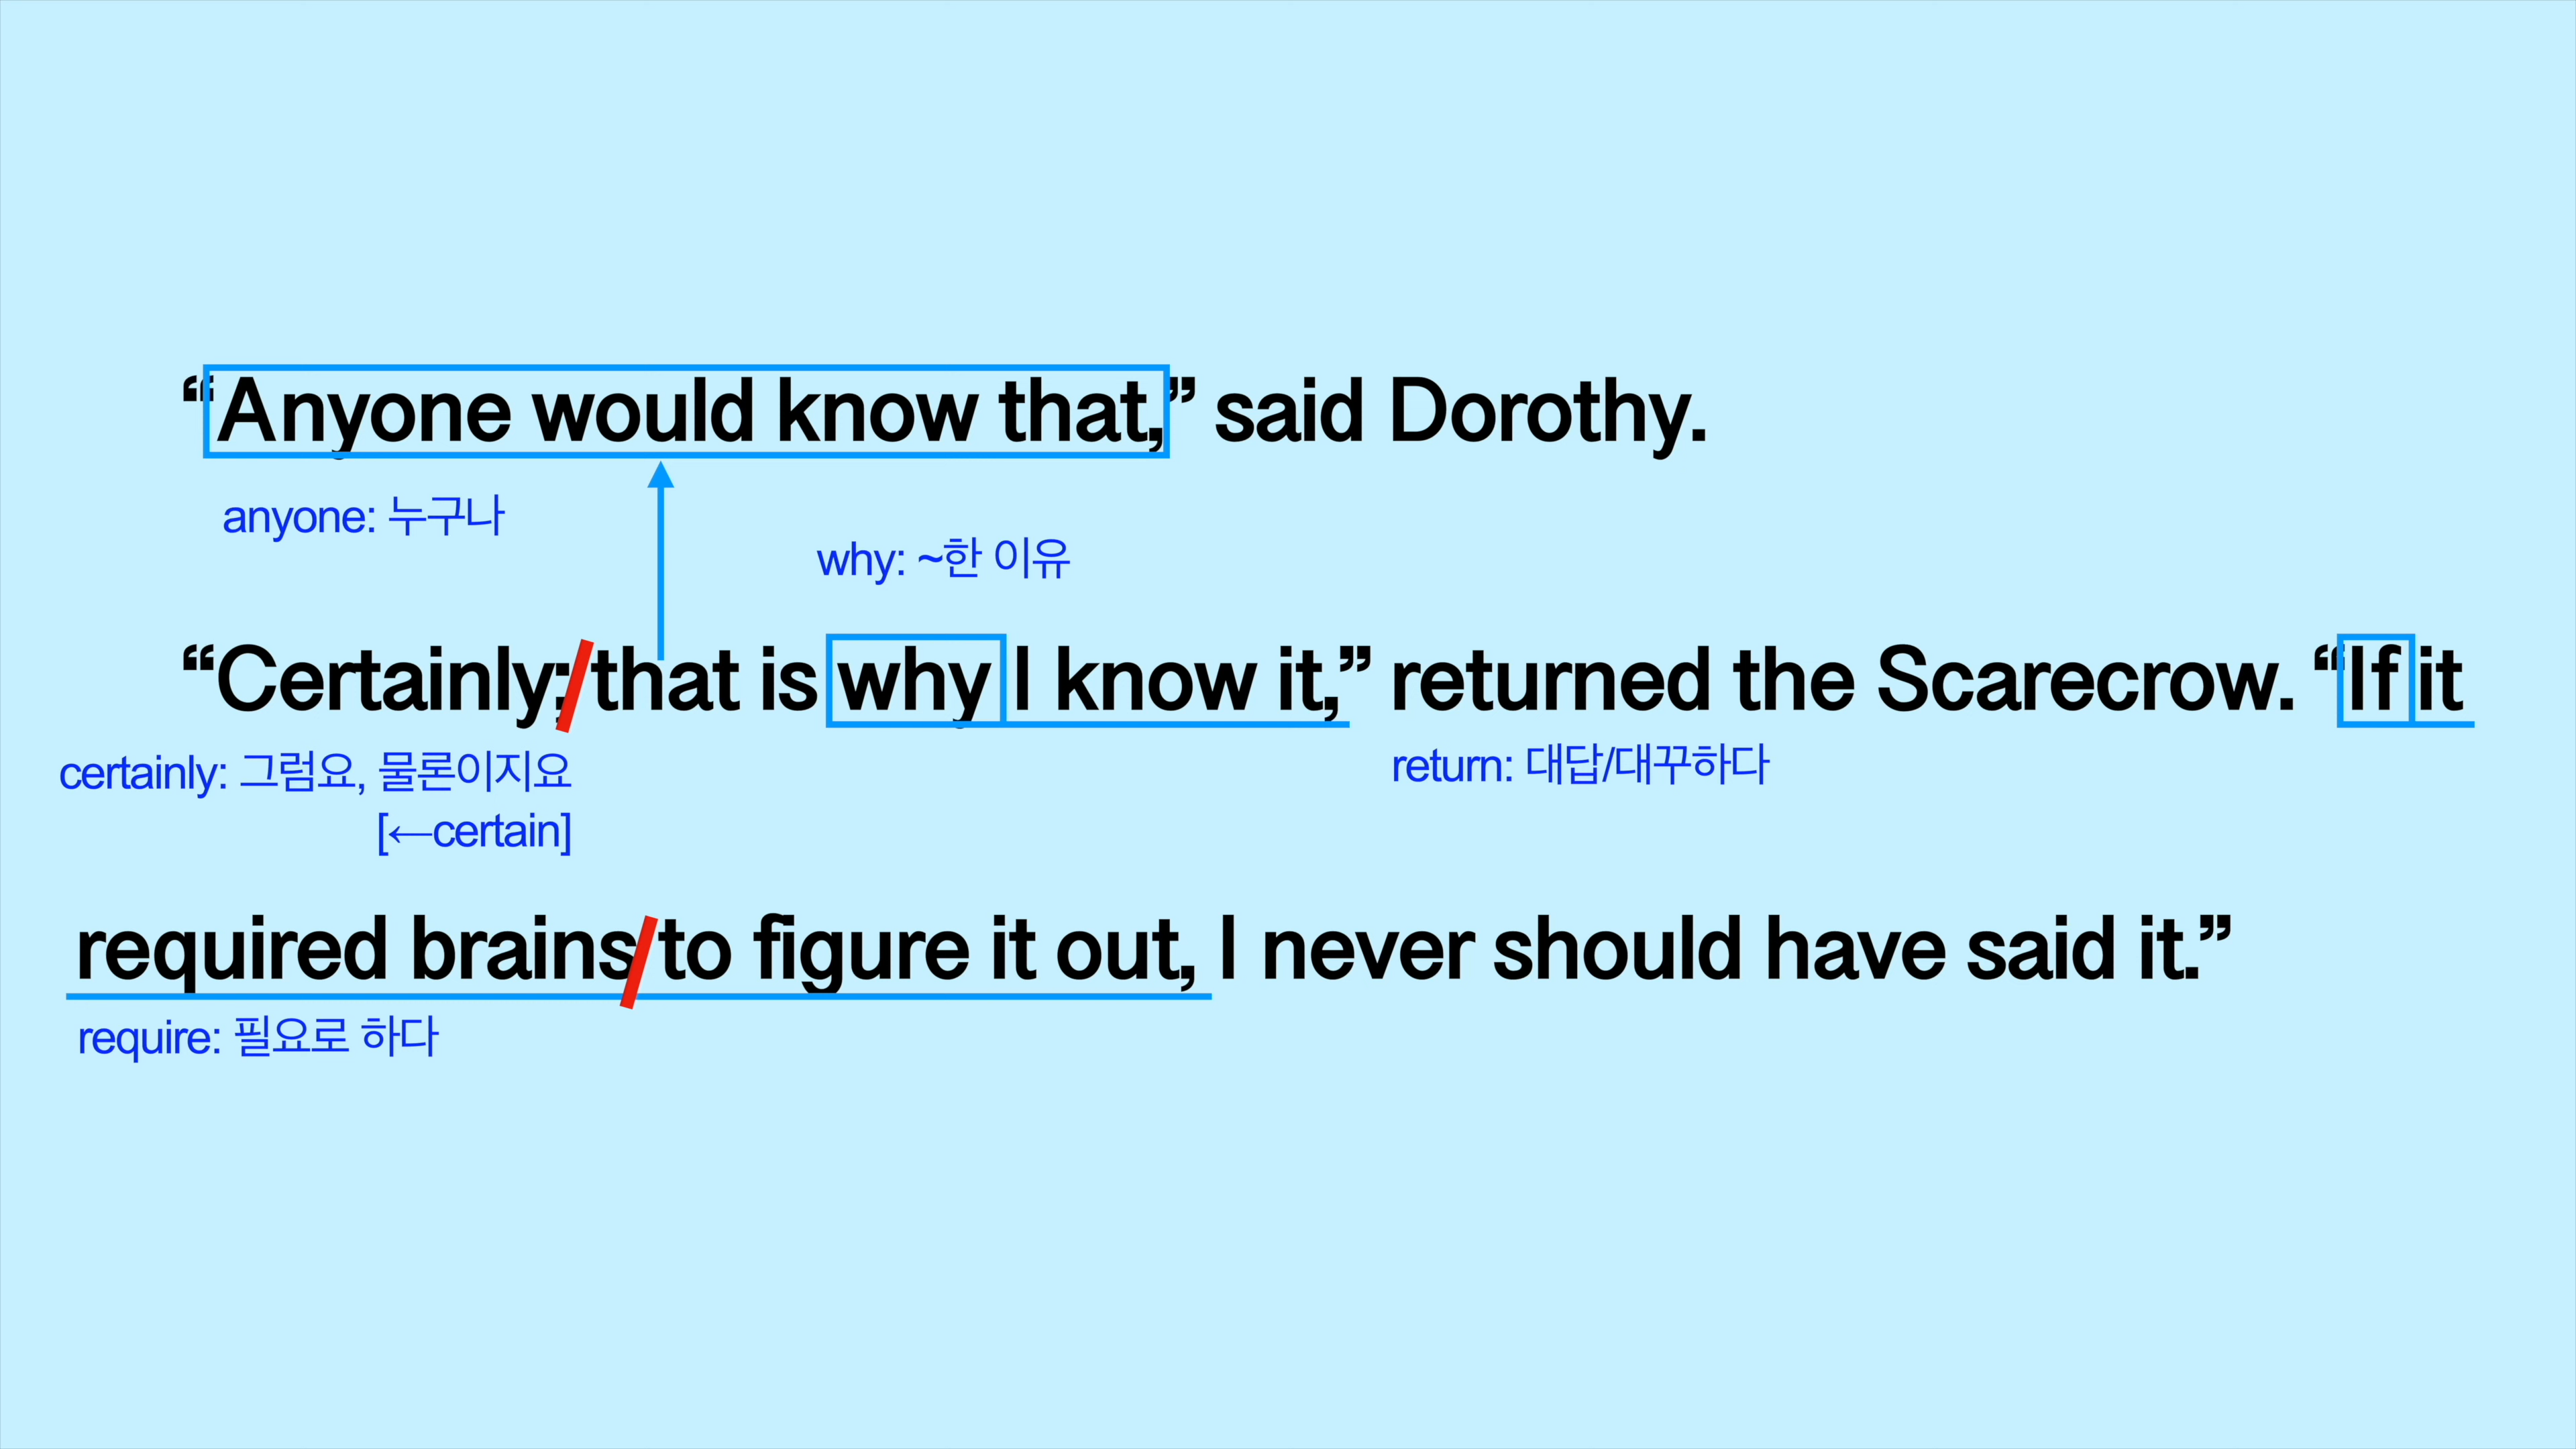 “Anyone would know that,” said Dorothy.
anyone: 누구나
why: ~한 이유
“Certainly; that is why I know it,” returned the Scarecrow. “If it
certainly: 그럼요, 물론이지요
return: 대답/대꾸하다
[←certain]
required brains to figure it out, I never should have said it.”
require: 필요로 하다